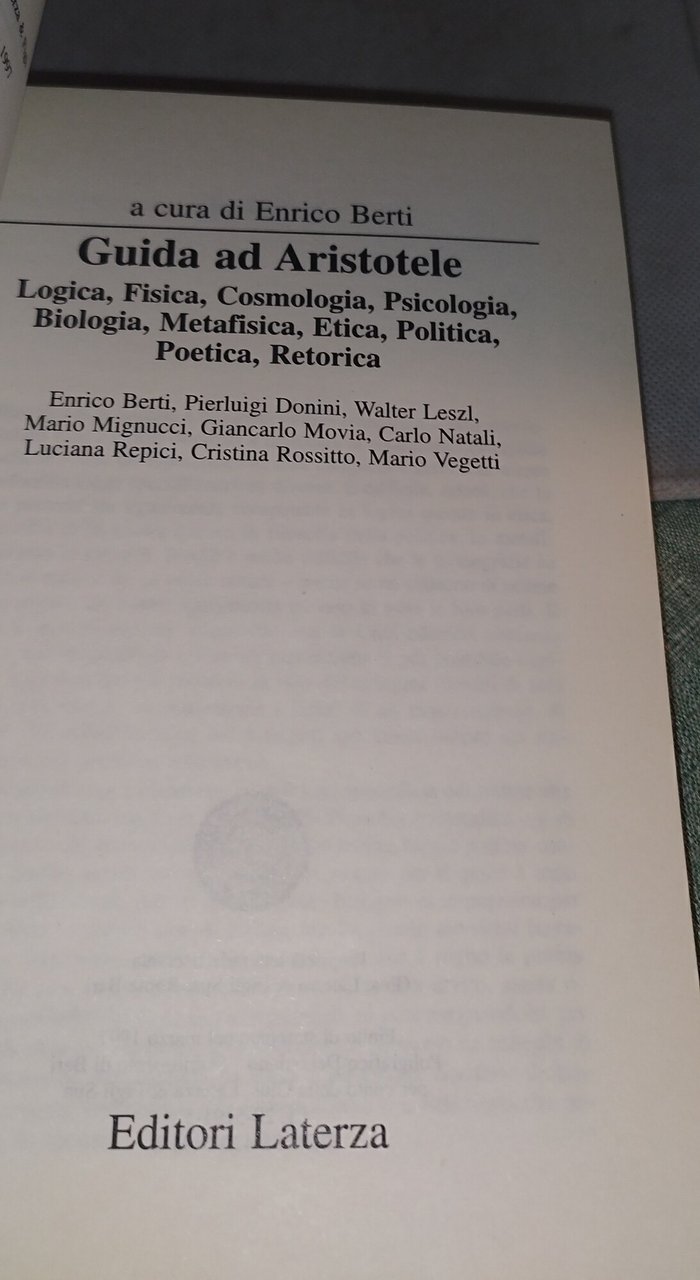 1997
a cura di Enrico Berti
Guida ad Aristotele
Logica, Fisica, Cosmologia, Psicologia,
Biologia, Metafisica, Etica, Politica,
Poetica, Retorica
Enrico Berti, Pierluigi Donini, Walter Leszl,
Mario Mignucci, Giancarlo Movia, Carlo Natali,
Luciana Repici, Cristina Rossitto, Mario Vegetti
Editori Laterza